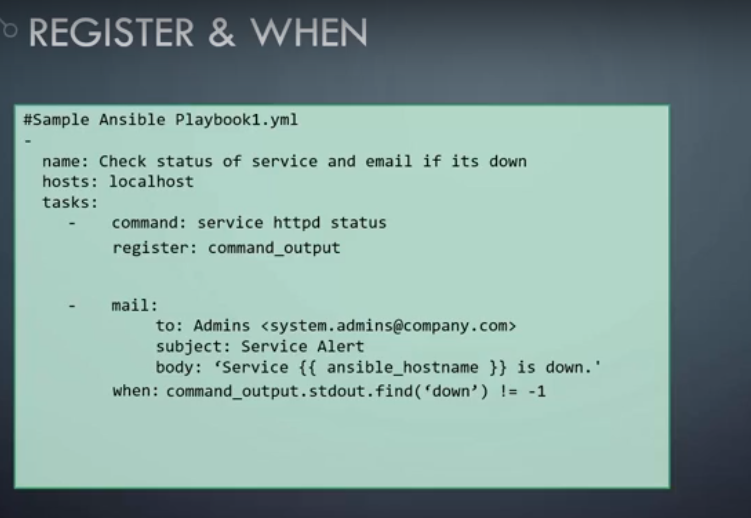 REGISTER & WHEN
#Sample Ansible Playbook1.yml
-
name: Check status of service and email if its down
hosts: localhost
tasks:
- command: service httpd status
register: command_output
- mail:
to: Admins <system.admins@company.com>
subject: Service Alert
body: ‘Service {{ ansible_hostname }} is down.'
when: command_output.stdout.find(‘down’) != -1